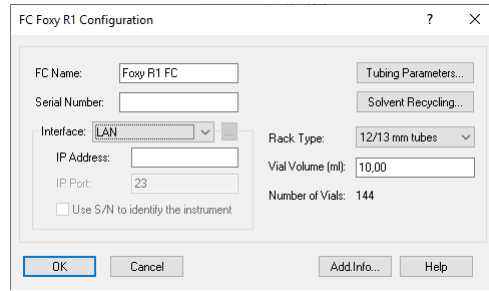 FC Foxy R1 Configuration ? ×
FC Name: Foxy R1 FC
Serial Number:
Interface: LAN ...
IP Address:
IP Port: 23
Use S/N to identify the instrument
Tubing Parameters...
Solvent Recycling...
Rack Type: 12/13 mm tubes
Vial Volume (ml): 10,00
Number of Vials: 144
OK Cancel Add.Info... Help